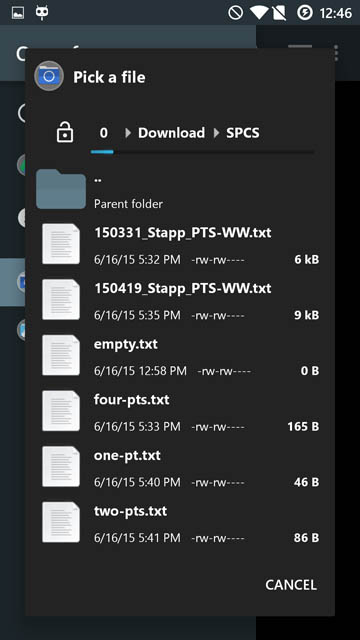 12:46
Pick a file
0 Download SPCS
..
Parent folder
150331_Stapp_PTS-WW.txt
6/16/15 5:32 PM -rw-rw---- 6 kB
150419_Stapp_PTS-WW.txt
6/16/15 5:35 PM -rw-rw---- 9 kB
empty.txt
6/16/15 12:58 PM -rw-rw---- 0 B
four-pts.txt
6/16/15 5:33 PM -rw-rw---- 165 B
one-pt.txt
6/16/15 5:40 PM -rw-rw---- 46 B
two-pts.txt
6/16/15 5:41 PM -rw-rw---- 86 B
CANCEL